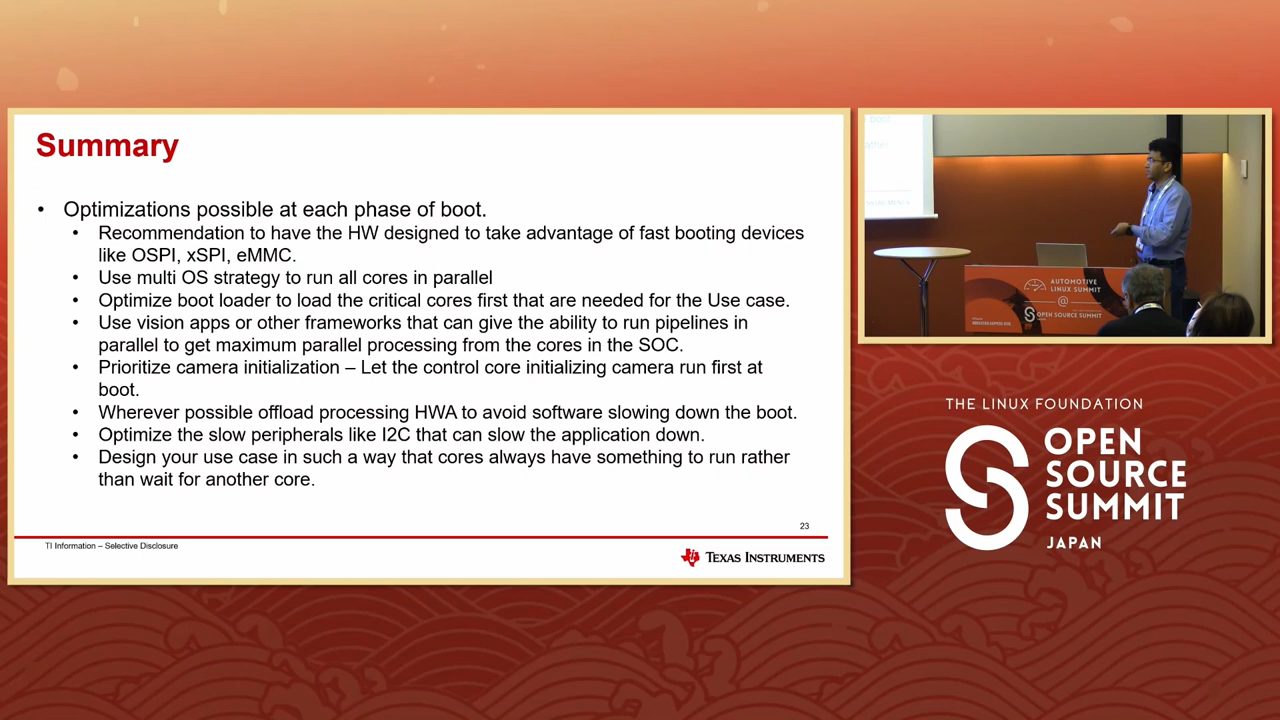 Summary
• Optimizations possible at each phase of boot.
• Recommendation to have the HW designed to take advantage of fast booting devices
like OSPI, xSPI, eMMC.
• Use multi OS strategy to run all cores in parallel
• Optimize boot loader to load the critical cores first that are needed for the Use case.
• Use vision apps or other frameworks that can give the ability to run pipelines in
parallel to get maximum parallel processing from the cores in the SOC.
• Prioritize camera initialization – Let the control core initializing camera run first at
boot.
• Wherever possible offload processing HWA to avoid software slowing down the boot.
• Optimize the slow peripherals like I2C that can slow the application down.
• Design your use case in such a way that cores always have something to run rather
than wait for another core.
23
TI Information – Selective Disclosure
TEXAS INSTRUMENTS
boot
AUTOMOTIVE
LINUX SUMMIT
@
OPEN SOURCE SUMMIT
THE LINUX FOUNDATION
OPEN
SOURCE
SUMMIT
JAPAN